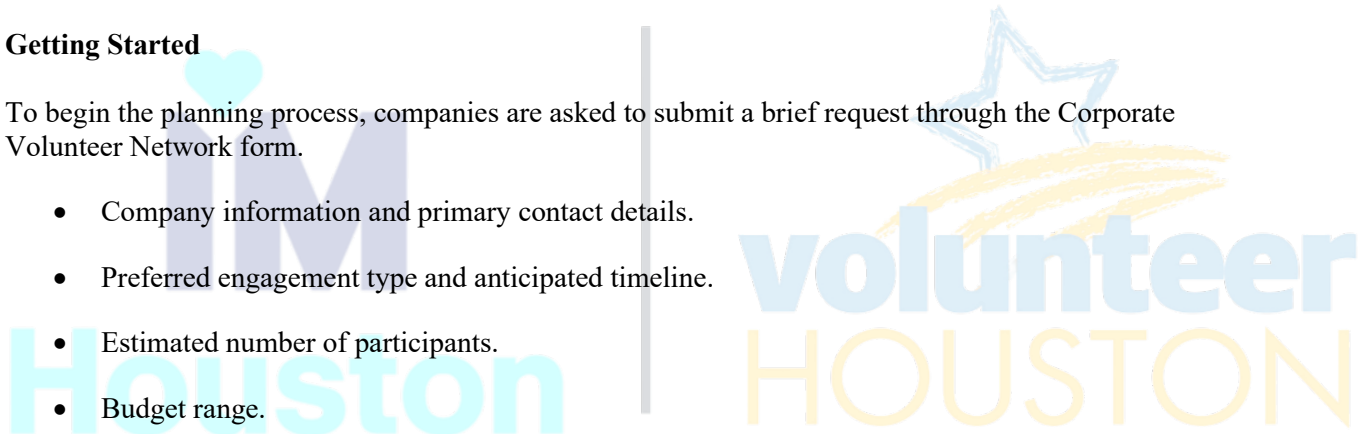 Getting Started
To begin the planning process, companies are asked to submit a brief request through the Corporate
Volunteer Network form.
• Company information and primary contact details.
• Preferred engagement type and anticipated timeline.
• Estimated number of participants.
• Budget range.
iM
Houston
volunteer
HOUSTON